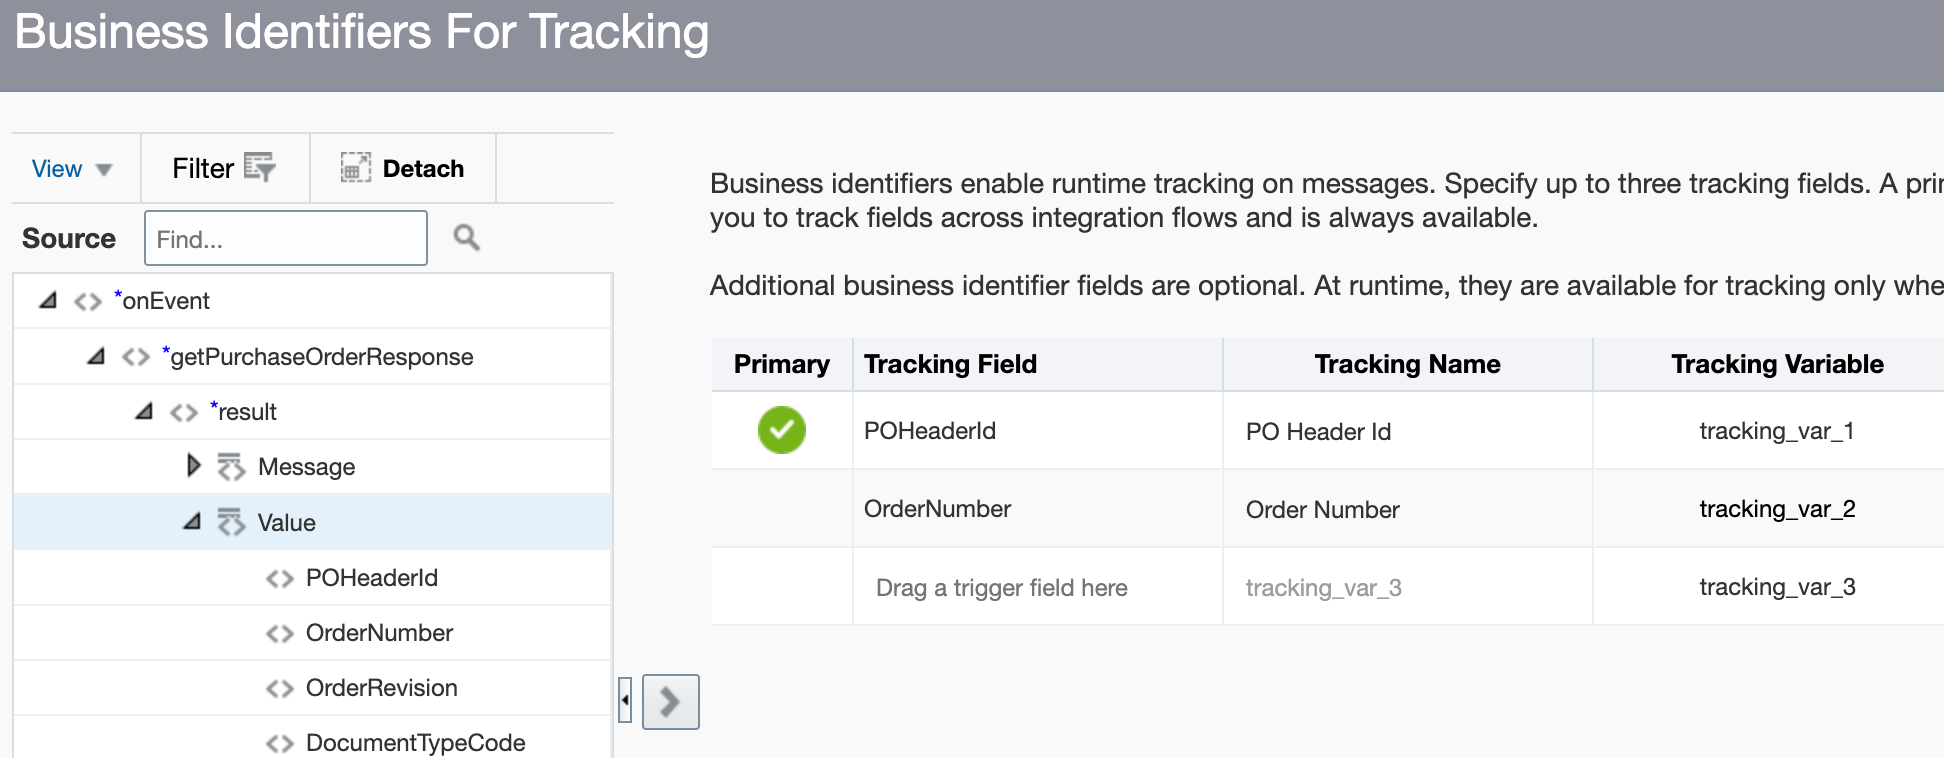 Business Identifiers For Tracking
View
Filter
Detach
Source
Find...
*onEvent
*getPurchaseOrderResponse
*result
Message
Value
POHeaderId
OrderNumber
OrderRevision
DocumentTypeCode
Business identifiers enable runtime tracking on messages. Specify up to three tracking fields. A
you to track fields across integration flows and is always available.
Additional business identifier fields are optional. At runtime, they are available for tracking only
Primary Tracking Field Tracking Name Tracking Variable
POHeaderId PO Header Id tracking_var_1
OrderNumber Order Number tracking_var_2
Drag a trigger field here tracking_var_3 tracking_var_3